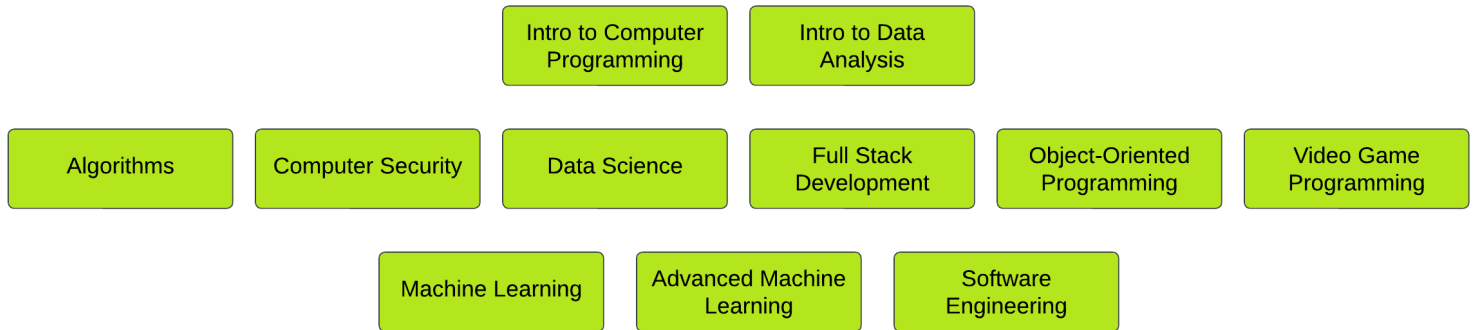 Intro to Computer
Programming
Intro to Data
Analysis
Algorithms
Computer Security
Data Science
Full Stack
Development
Object-Oriented
Programming
Video Game
Programming
Machine Learning
Advanced Machine
Learning
Software
Engineering